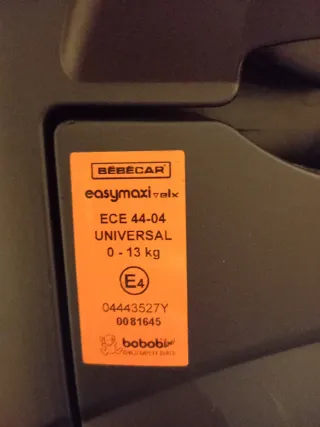 BÉBÉCAR
easymaxi elx
ECE 44-04
UNIVERSAL
0 - 13 kg
E4
04443527Y
0081645
bobob